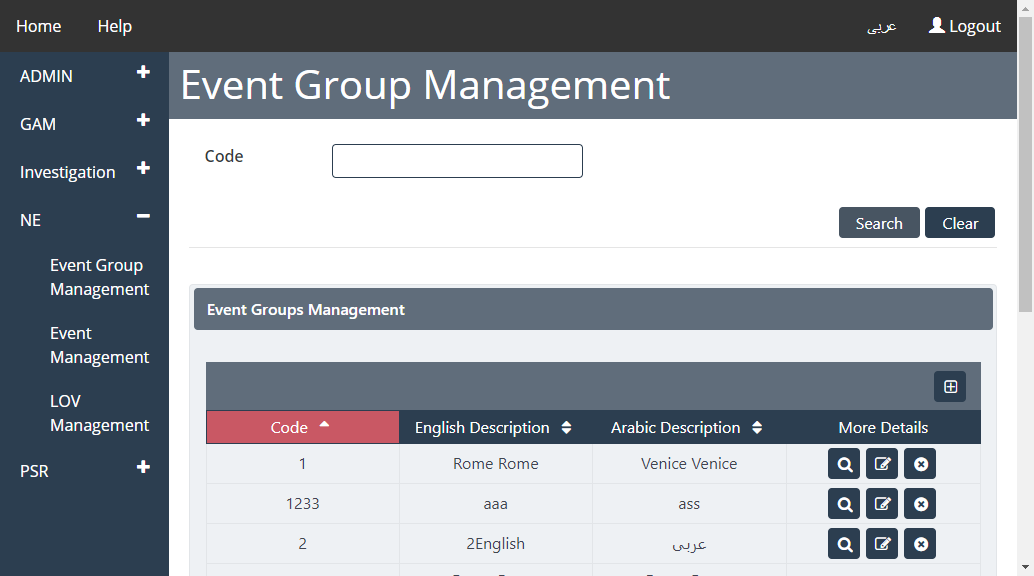 Home Help عربى Logout
ADMIN
GAM
Investigation
NE
Event Group
Management
Event
Management
LOV
Management
PSR
Event Group Management
Code
Search Clear
Event Groups Management
Code English Description Arabic Description More Details
1 Rome Rome Venice Venice
1233 aaa ass
2 2English عربى